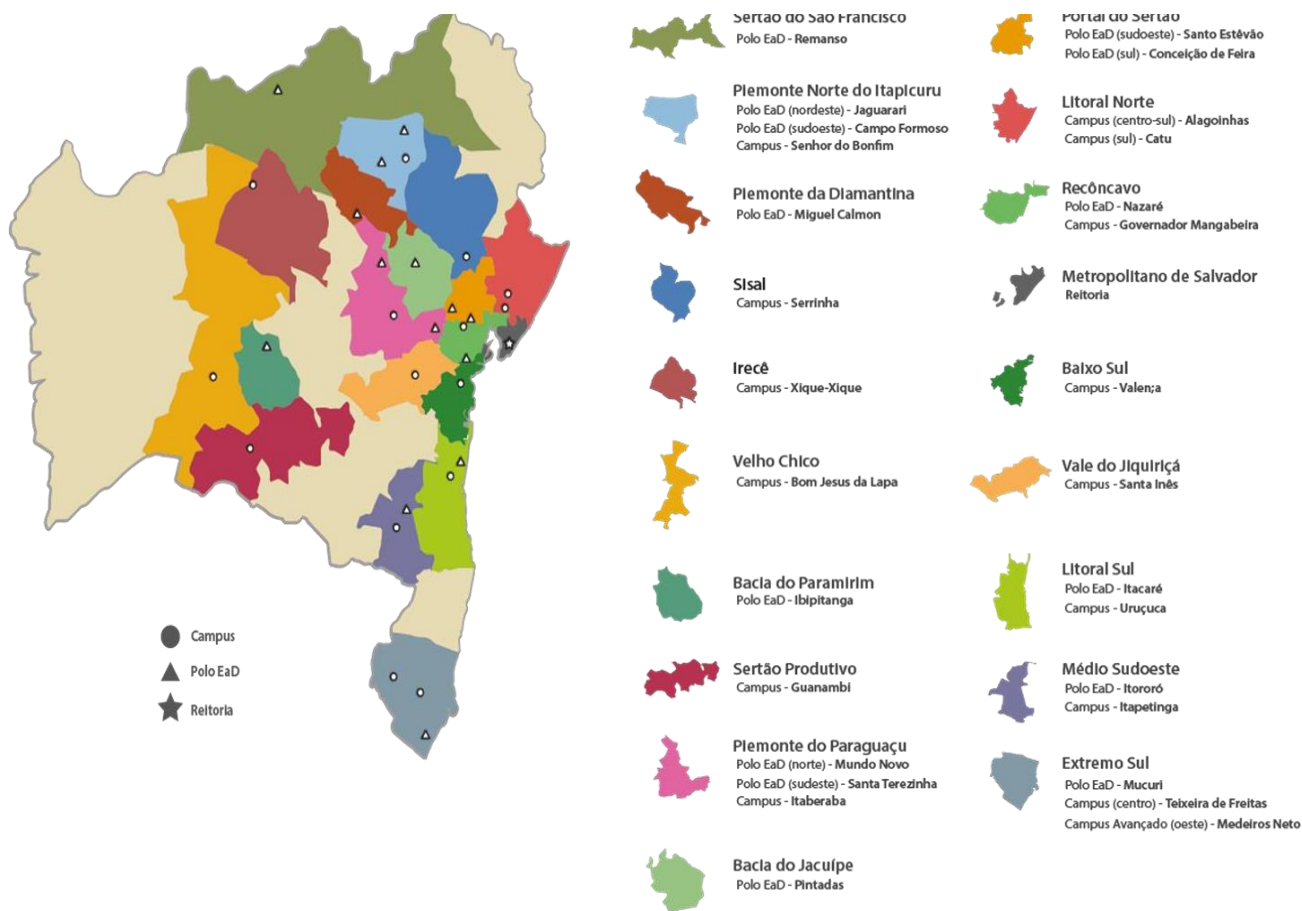 Sertão do São Francisco
Polo EaD - Remanso
Piemonte Norte do Itapicuru
Polo EaD (nordeste) - Jaguarari
Polo EaD (sudoeste) - Campo Formoso
Campus - Senhor do Bonfim
Piemonte da Diamantina
Polo EaD - Miguel Calmon
Sisal
Campus - Serrinha
Irecê
Campus - Xique-Xique
Velho Chico
Campus - Bom Jesus da Lapa
Bacia do Paramirim
Polo EaD - Ibipitanga
Sertão Produtivo
Campus - Guanambi
Piemonte do Paraguaçu
Polo EaD (norte) - Mundo Novo
Polo EaD (sudeste) - Santa Terezinha
Campus - Itaberaba
Bacia do Jacuípe
Polo EaD - Pintadas
Portal do Sertão
Polo EaD (sudoeste) - Santo Estêvão
Polo EaD (sul) - Conceição de Feira
Litoral Norte
Campus (centro-sul) - Alagoinhas
Campus (sul) - Catu
Recôncavo
Polo EaD - Nazaré
Campus - Governador Mangabeira
Metropolitano de Salvador
Reitoria
Baixo Sul
Campus - Valen;a
Vale do Jiquiriçá
Campus - Santa Inês
Litoral Sul
Polo EaD - Itacaré
Campus - Uruçuca
Médio Sudoeste
Polo EaD - Itororó
Campus - Itapetinga
Extremo Sul
Polo EaD - Mucuri
Campus (centro) - Teixeira de Freitas
Campus Avançado (oeste) - Medeiros Neto
Campus
Polo EaD
Reitoria